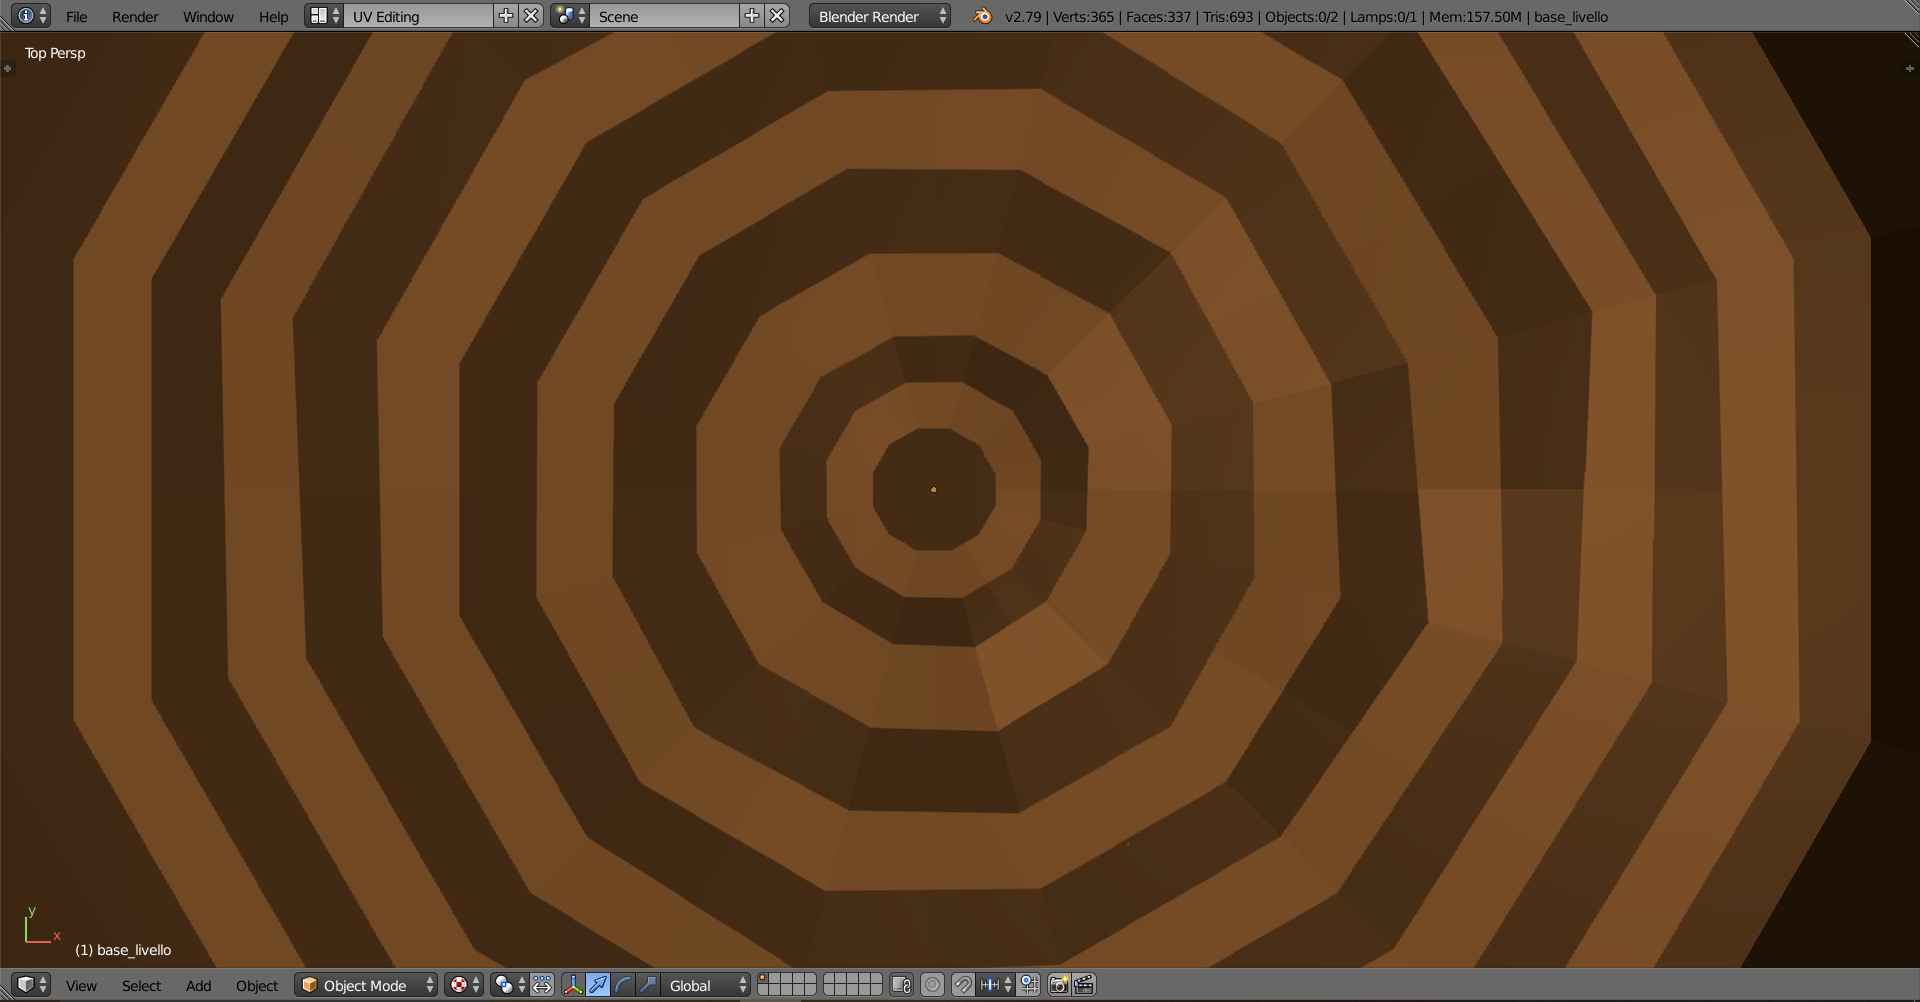 File Render Window Help UV Editing Scene Blender Render v2.79 | Verts:365 | Faces:337 | Tris:693 | Objects:0/2 | Lamps:0/1 | Mem:157.50M | base_livello
Top Persp
y
x
(1) base_livello
View Select Add Object Object Mode Global